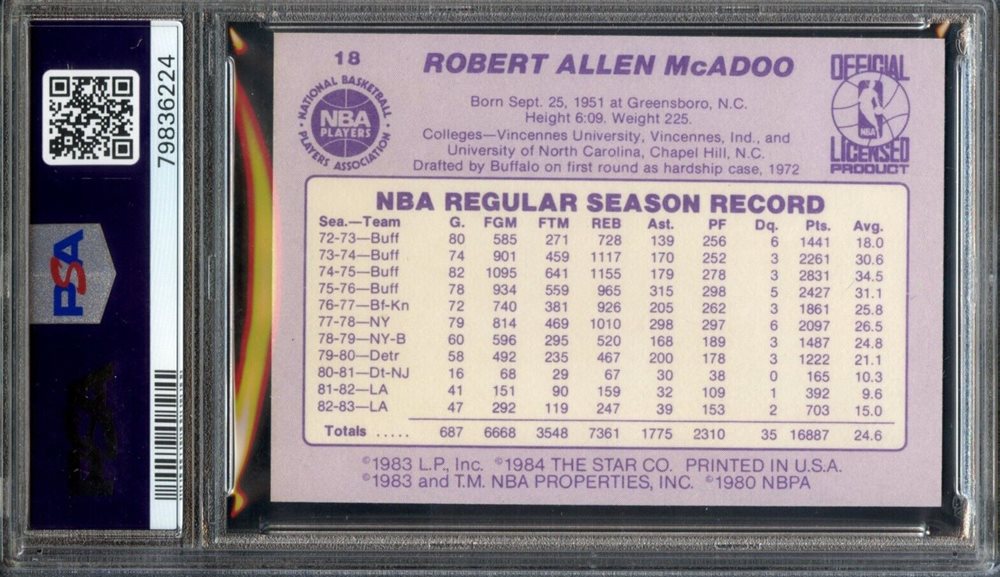 79836224
PSA
18
ROBERT ALLEN McADOO
NATIONAL BASKETBALL
NBA
PLAYERS
PLAYERS ASSOCIATION
OFFICIAL
NBA
LICENSED
PRODUCT
Born Sept. 25, 1951 at Greensboro, N.C.
Height 6:09. Weight 225.
Colleges—Vincennes University, Vincennes, Ind., and
University of North Carolina, Chapel Hill, N.C.
Drafted by Buffalo on first round as hardship case, 1972
NBA REGULAR SEASON RECORD
Sea.—Team G. FGM FTM REB Ast. PF Dq. Pts. Avg.
72-73—Buff 80 585 271 728 139 256 6 1441 18.0
73-74—Buff 74 901 459 1117 170 252 3 2261 30.6
74-75—Buff 82 1095 641 1155 179 278 3 2831 34.5
75-76—Buff 78 934 559 965 315 298 5 2427 31.1
76-77—Bf-Kn 72 740 381 926 205 262 3 1861 25.8
77-78—NY 79 814 469 1010 298 297 6 2097 26.5
78-79—NY-B 60 596 295 520 168 189 3 1487 24.8
79-80—Detr 58 492 235 467 200 178 3 1222 21.1
80-81—Dt-NJ 16 68 29 67 30 38 0 165 10.3
81-82—LA 41 151 90 159 32 109 1 392 9.6
82-83—LA 47 292 119 247 39 153 2 703 15.0
Totals ..... 687 6668 3548 7361 1775 2310 35 16887 24.6
©1983 L.P., Inc. ©1984 THE STAR CO. PRINTED IN U.S.A.
©1983 and T.M. NBA PROPERTIES, INC. ©1980 NBPA